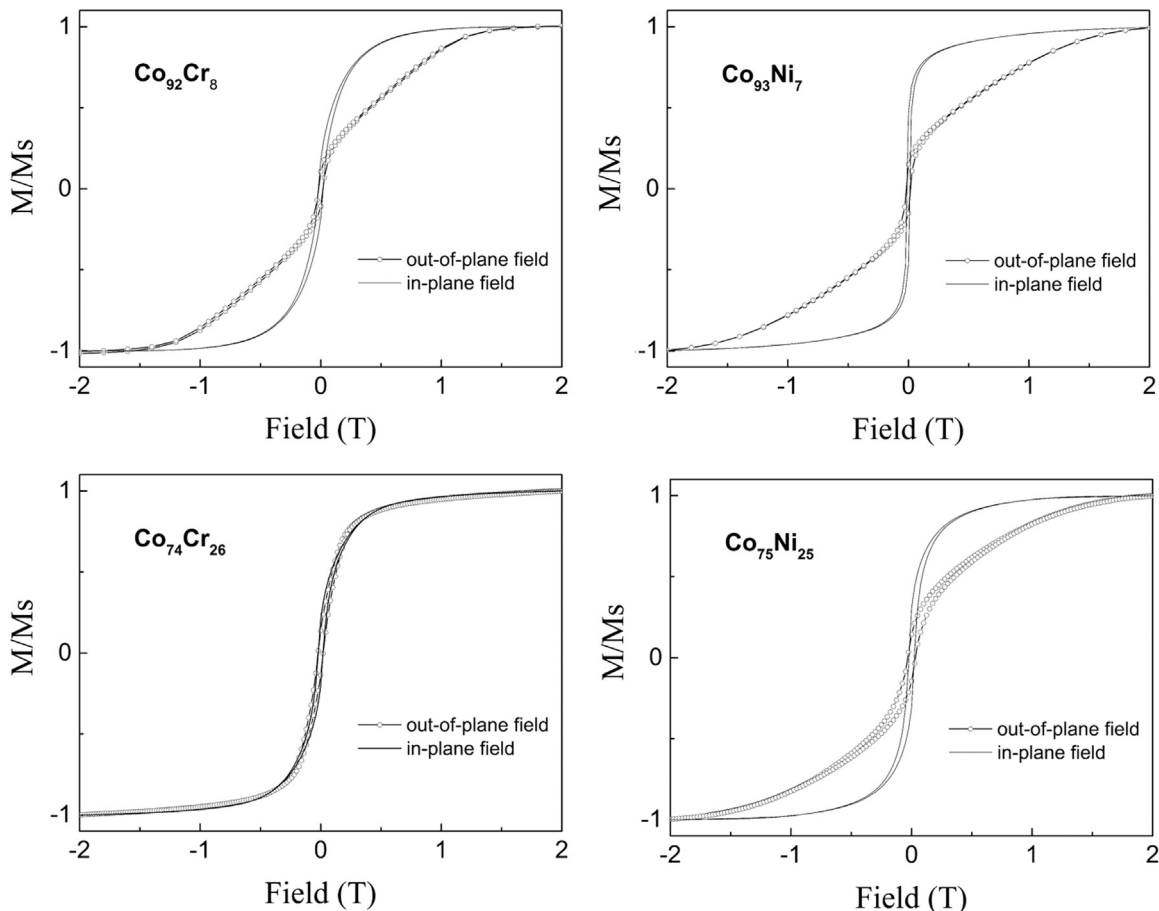 Co92Cr8
M/Ms
1
0
-1
out-of-plane field
in-plane field
-2
-1
0
1
2
Field (T)
Co93Ni7
M/Ms
1
0
-1
out-of-plane field
in-plane field
-2
-1
0
1
2
Field (T)
Co74Cr26
M/Ms
1
0
-1
out-of-plane field
in-plane field
-2
-1
0
1
2
Field (T)
Co75Ni25
M/Ms
1
0
-1
out-of-plane field
in-plane field
-2
-1
0
1
2
Field (T)